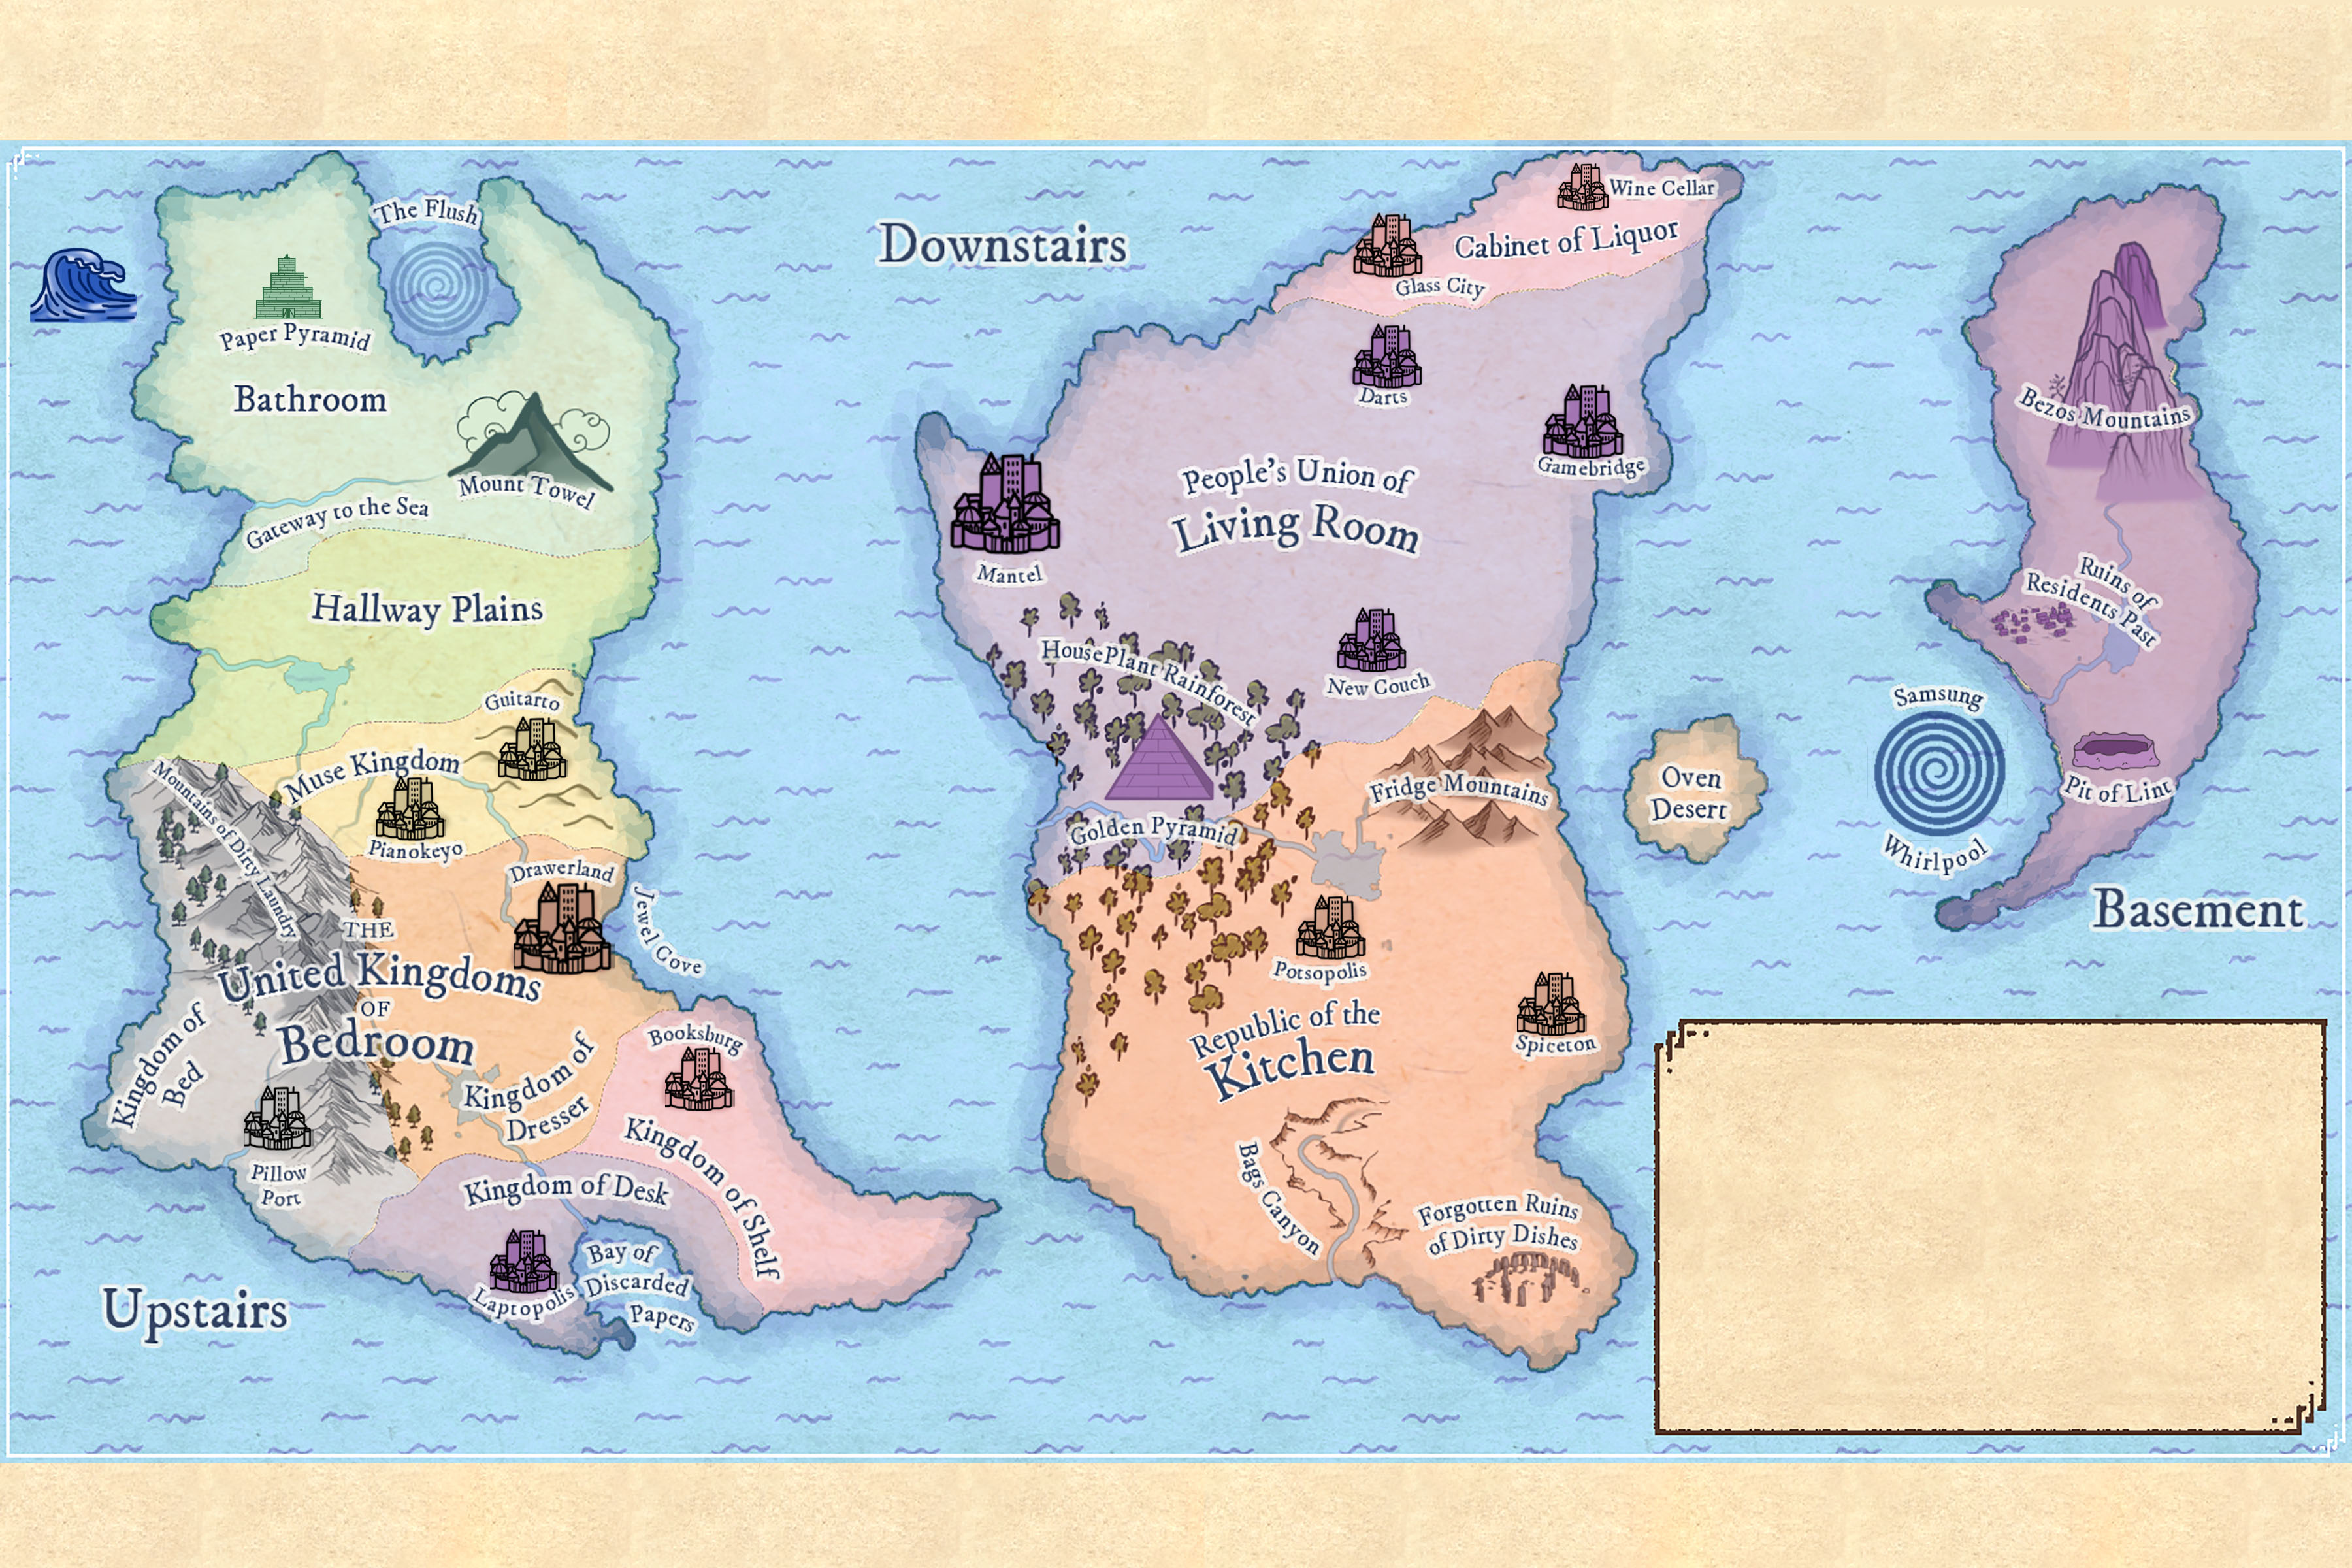 The Flush
Paper Pyramid
Bathroom
Mount Towel
Gateway to the Sea
Hallway Plains
Guitarto
Muse Kingdom
Pianokeyo
Mountains of Dirty Laundry
Drawerland
Jewel Cove
THE
United Kingdoms
OF
Bedroom
Kingdom of
Bed
Kingdom of
Dresser
Booksburg
Pillow
Port
Kingdom of Desk
Kingdom of Shelf
Laptopolis
Bay of
Discarded
Papers
Upstairs
Downstairs
Wine Cellar
Cabinet of Liquor
Glass City
Darts
Gamebridge
People's Union of
Living Room
Mantel
HousePlant Rainforest
New Couch
Golden Pyramid
Fridge Mountains
Oven
Desert
Potsopolis
Republic of the
Kitchen
Spiceton
Bags Canyon
Forgotten Ruins
of Dirty Dishes
Bezos Mountains
Ruins of
Residents Past
Samsung
Whirlpool
Pit of Lint
Basement